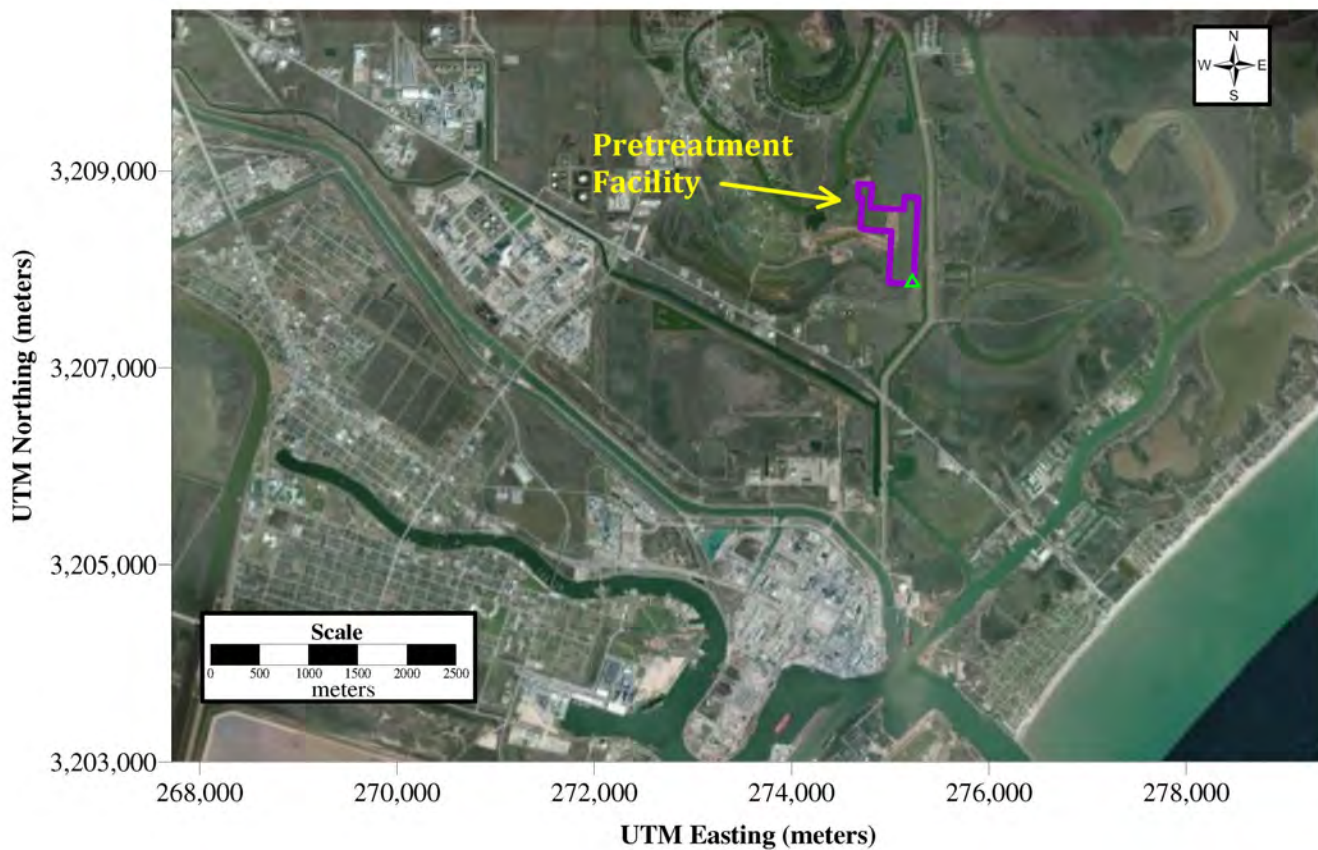 N
W E
S
Pretreatment
Facility
3,209,000
3,207,000
3,205,000
3,203,000
UTM Northing (meters)
Scale
0 500 1000 1500 2000 2500
meters
268,000 270,000 272,000 274,000 276,000 278,000
UTM Easting (meters)